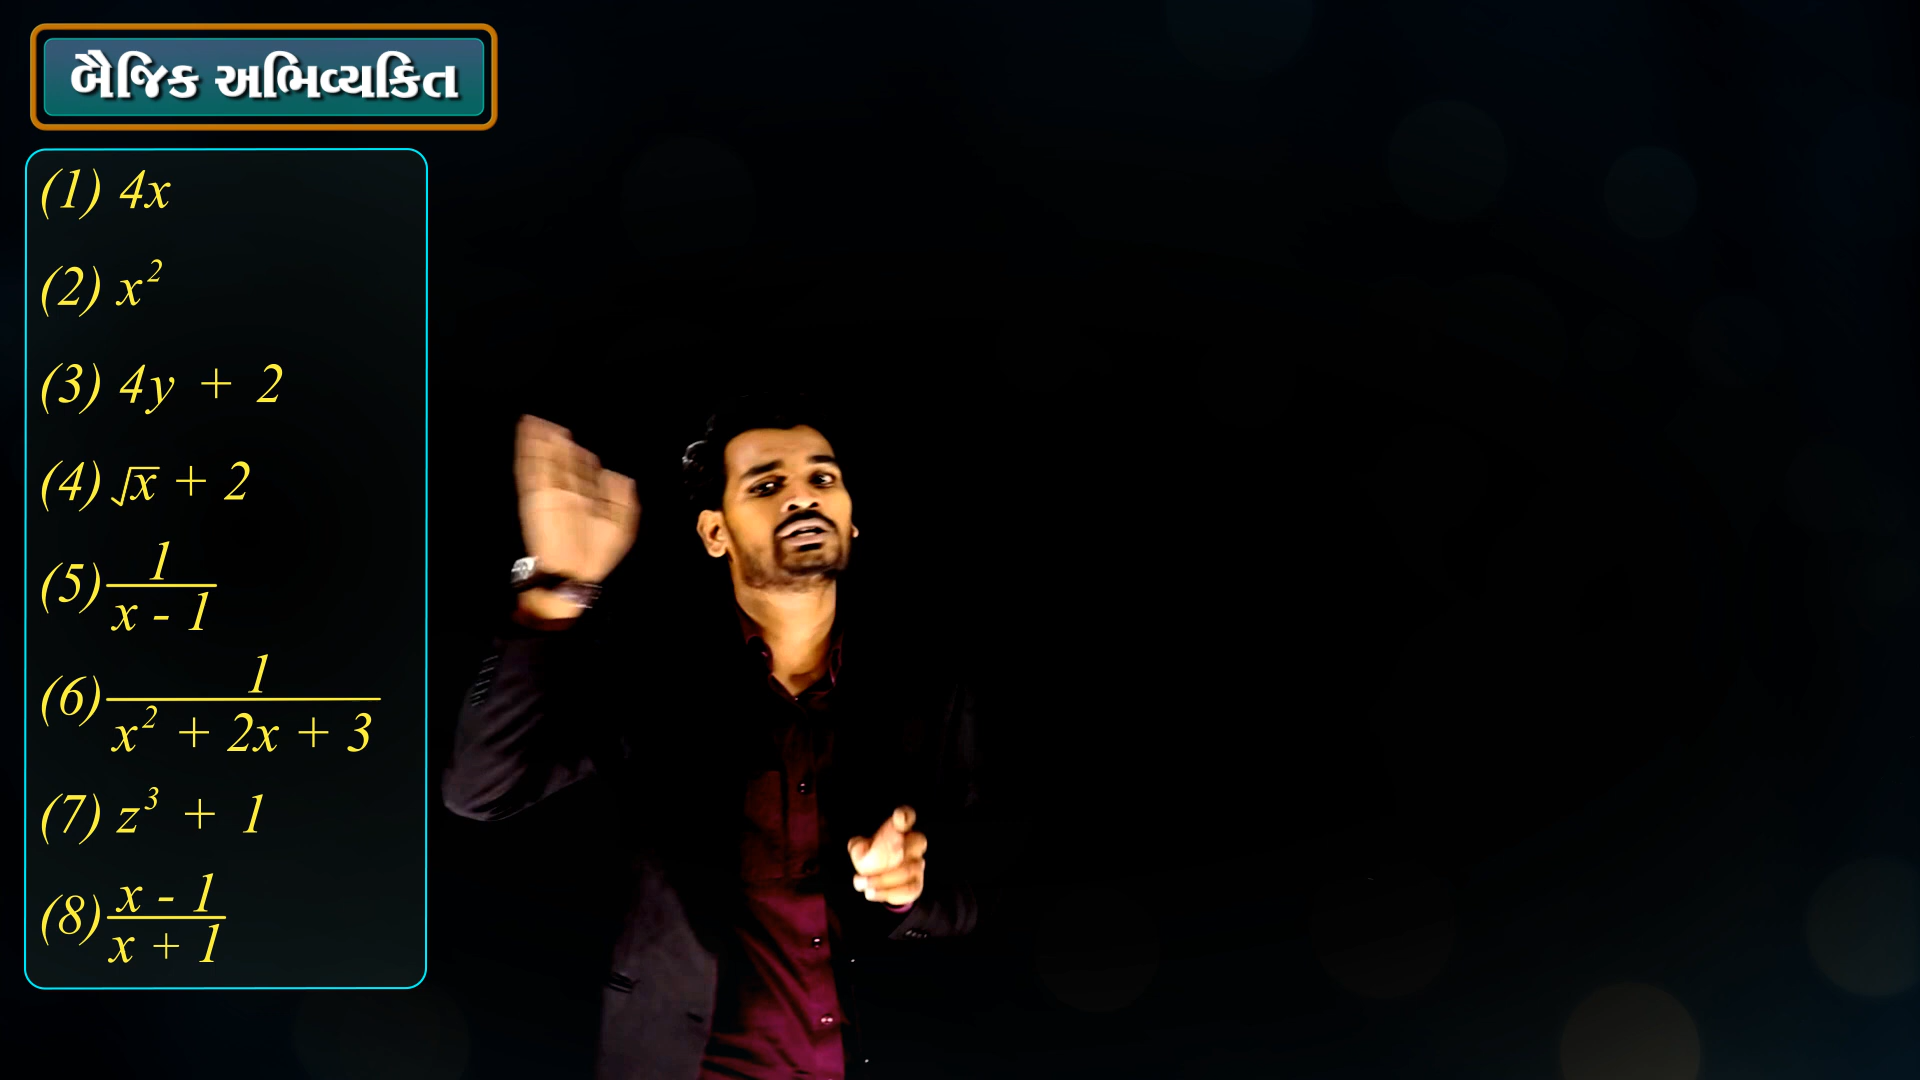 બૈજિક અભિવ્યકિત
(1) 4x
(2) x²
(3) 4y + 2
(4) √x + 2
(5) 1/(x - 1)
(6) 1/(x² + 2x + 3)
(7) z³ + 1
(8) (x - 1)/(x + 1)